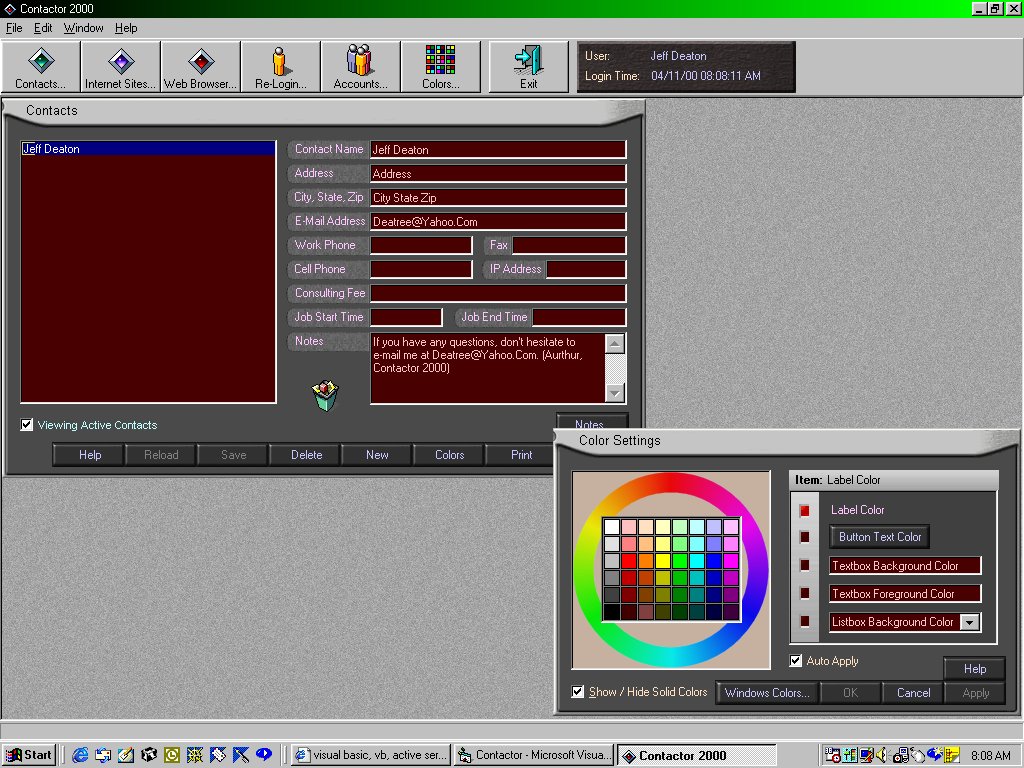 Contactor 2000
File Edit Window Help
Contacts... Internet Sites... Web Browser... Re-Login... Accounts... Colors... Exit
User: Jeff Deaton
Login Time: 04/11/00 08:08:11 AM
Contacts
Jeff Deaton
Contact Name Jeff Deaton
Address Address
City, State, Zip City State Zip
E-Mail Address Deatree@Yahoo.Com
Work Phone Fax
Cell Phone IP Address
Consulting Fee
Job Start Time Job End Time
Notes If you have any questions, don't hesitate to
e-mail me at Deatree@Yahoo.Com. (Aurthur,
Contactor 2000)
Viewing Active Contacts
Notes
Help Reload Save Delete New Colors Print
Color Settings
Item: Label Color
Label Color
Button Text Color
Textbox Background Color
Textbox Foreground Color
Listbox Background Color
Auto Apply
Help
Show / Hide Solid Colors Windows Colors... OK Cancel Apply
Start visual basic, vb, active ser... Contactor - Microsoft Visua... Contactor 2000 8:08 AM